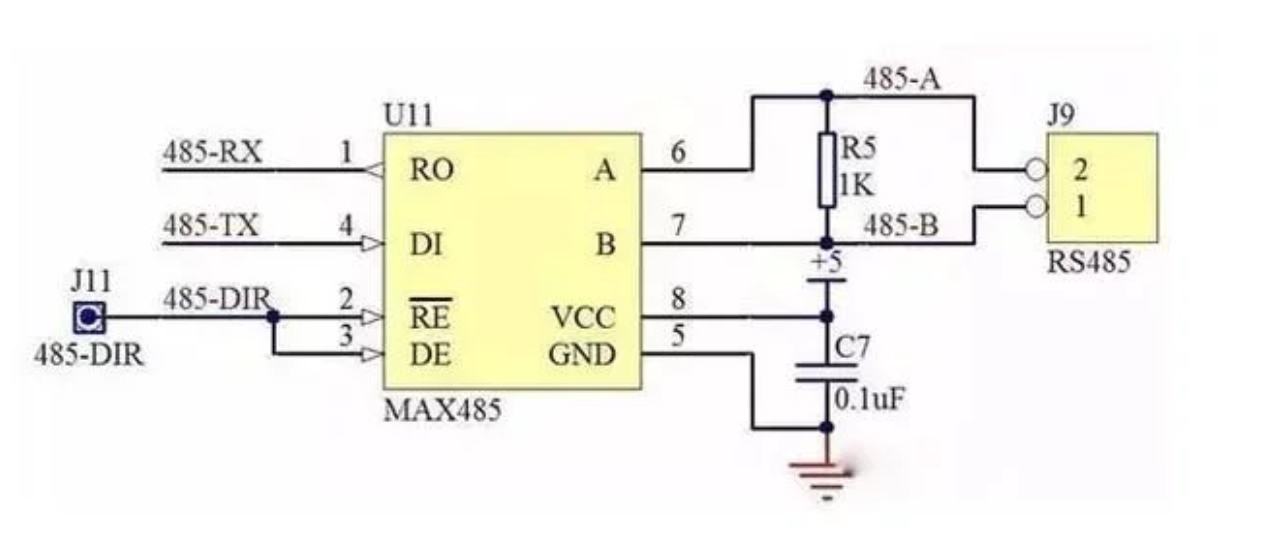 485-A
U11
J9
485-RX
1
RO
A
6
R5
1K
2
485-TX
4
DI
B
7
485-B
1
RS485
+5
J11
485-DIR
2
R̅E̅
VCC
8
485-DIR
3
DE
GND
5
C7
0.1uF
MAX485